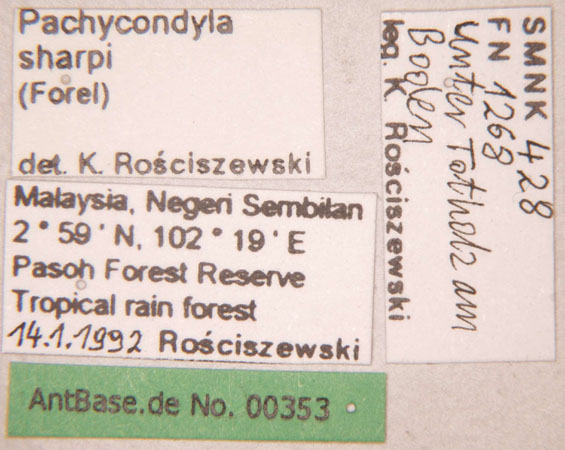 Pachycondyla
sharpi
(Forel)
det. K. Rościszewski
Malaysia, Negeri Sembilan
2 ° 59 ' N, 102 ° 19 ' E
Pasoh Forest Reserve
Tropical rain forest
14.1.1992 Rościszewski
AntBase.de No. 00353
SMNK 428
FN 1268
unter Totholz am
Boden
leg. K. Rościszewski